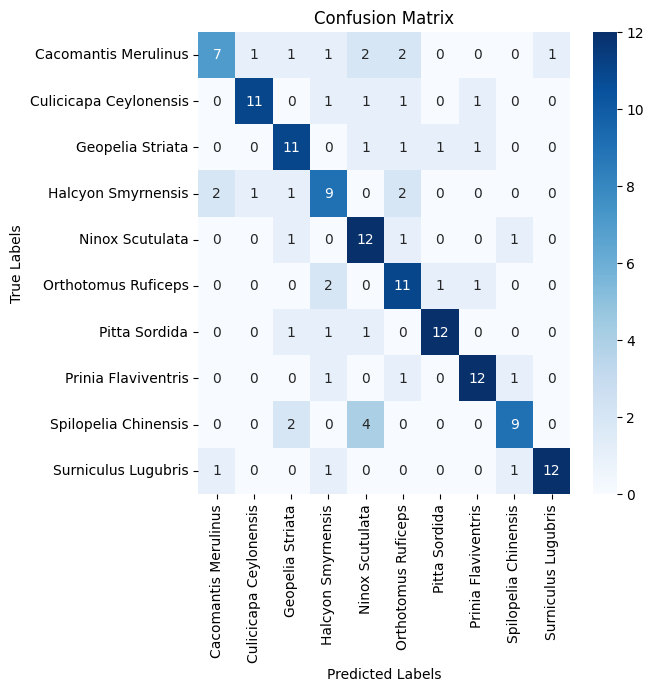 Confusion Matrix
Cacomantis Merulinus 7 1 1 1 2 2 0 0 0 1
Culicicapa Ceylonensis 0 11 0 1 1 1 0 1 0 0
Geopelia Striata 0 0 11 0 1 1 1 1 0 0
Halcyon Smyrnensis 2 1 1 9 0 2 0 0 0 0
Ninox Scutulata 0 0 1 0 12 1 0 0 1 0
Orthotomus Ruficeps 0 0 0 2 0 11 1 1 0 0
Pitta Sordida 0 0 1 1 1 0 12 0 0 0
Prinia Flaviventris 0 0 0 1 0 1 0 12 1 0
Spilopelia Chinensis 0 0 2 0 4 0 0 0 9 0
Surniculus Lugubris 1 0 0 1 0 0 0 0 1 12
True Labels
Cacomantis Merulinus
Culicicapa Ceylonensis
Geopelia Striata
Halcyon Smyrnensis
Ninox Scutulata
Orthotomus Ruficeps
Pitta Sordida
Prinia Flaviventris
Spilopelia Chinensis
Surniculus Lugubris
Predicted Labels
12
10
8
6
4
2
0